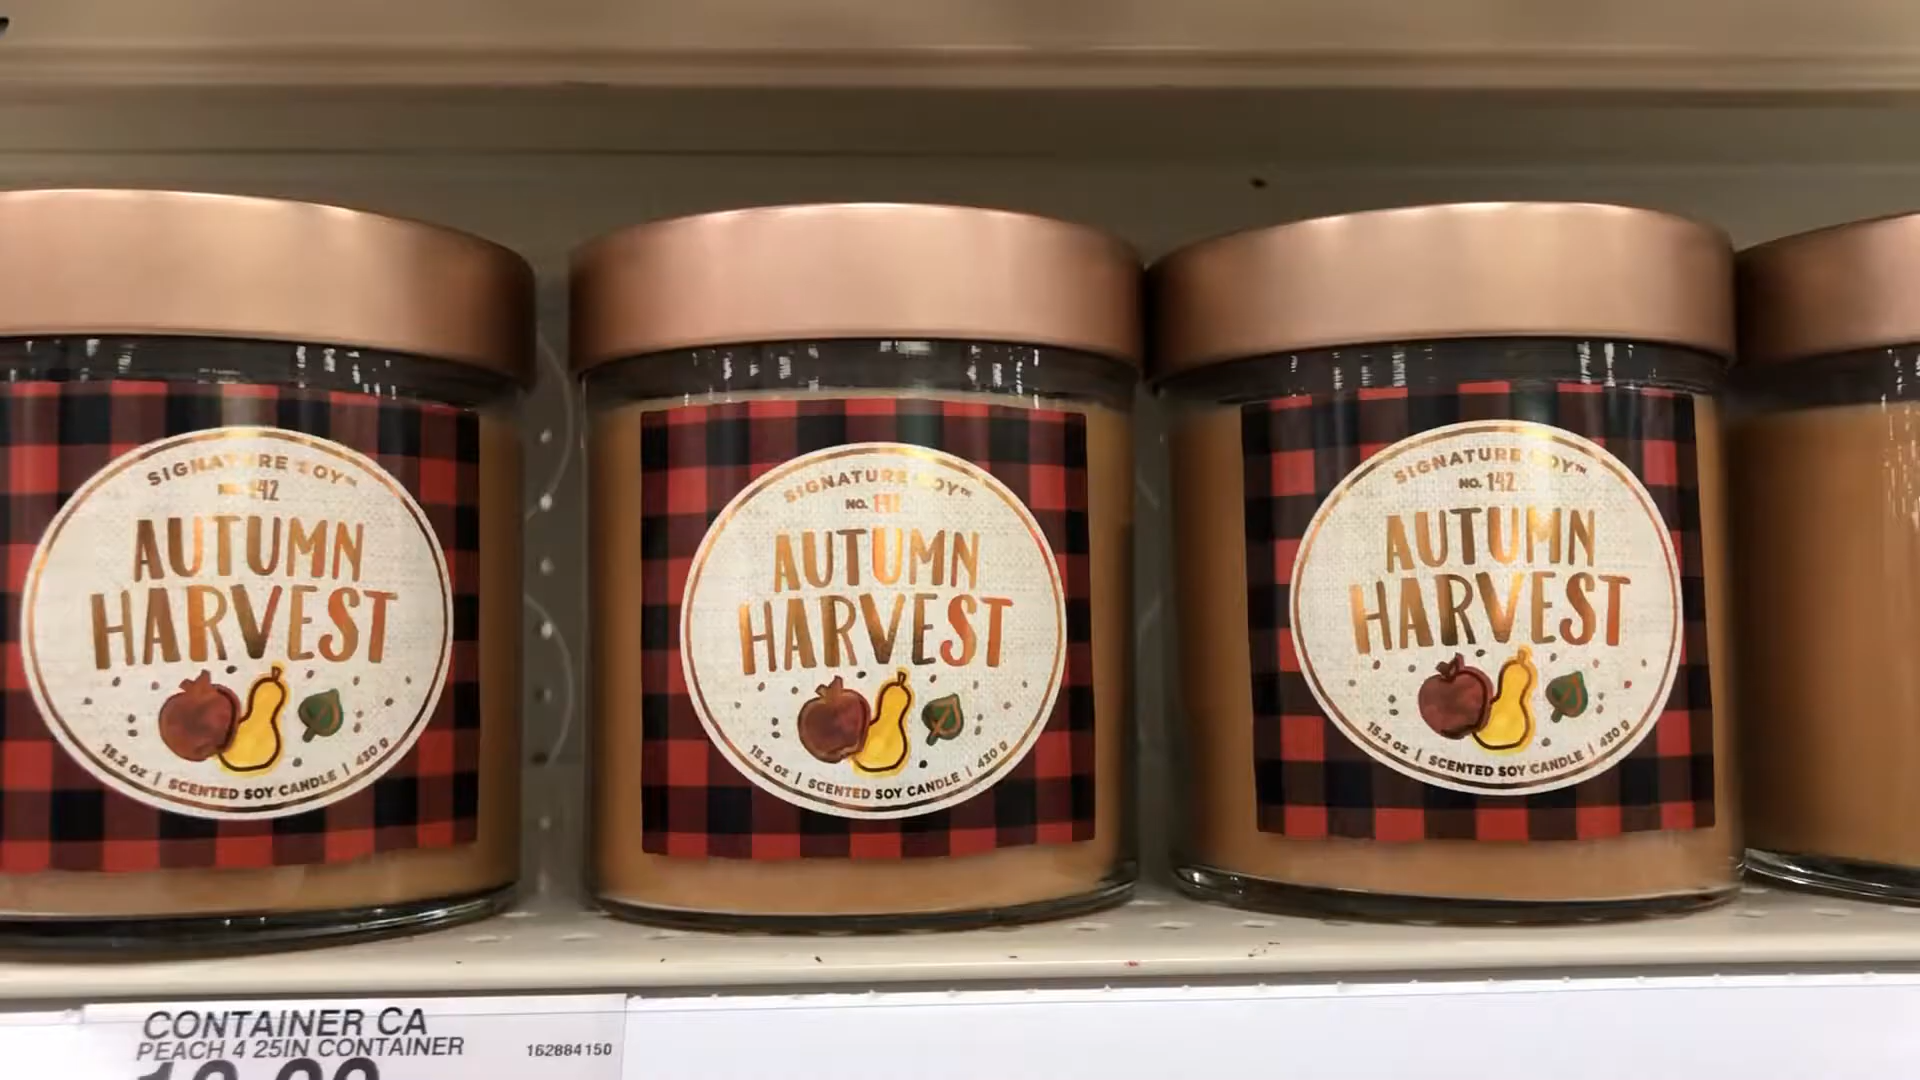 SIGNATURE SOY™
NO. 142
AUTUMN
HARVEST
15.2 oz | SCENTED SOY CANDLE | 430 g
SIGNATURE SOY™
NO. 142
AUTUMN
HARVEST
15.2 oz | SCENTED SOY CANDLE | 430 g
SIGNATURE SOY™
NO. 142
AUTUMN
HARVEST
15.2 oz | SCENTED SOY CANDLE | 430 g
CONTAINER CA
PEACH 4 25IN CONTAINER 162884150